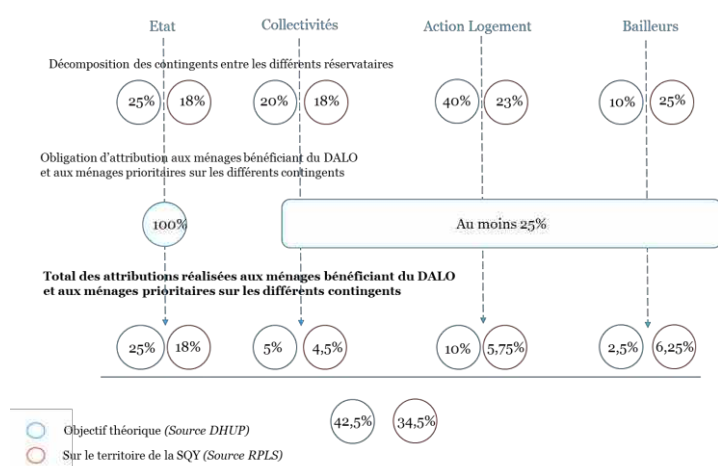 Etat Collectivités Action Logement Bailleurs
Décomposition des contingents entre les différents réservataires
25% 18% 20% 18% 40% 23% 10% 25%
Obligation d'attribution aux ménages bénéficiant du DALO
et aux ménages prioritaires sur les différents contingents
100% Au moins 25%
Total des attributions réalisées aux ménages bénéficiant du DALO
et aux ménages prioritaires sur les différents contingents
25% 18% 5% 4,5% 10% 5,75% 2,5% 6,25%
42,5% 34,5%
Objectif théorique (Source DHUP)
Sur le territoire de la SQY (Source RPLS)